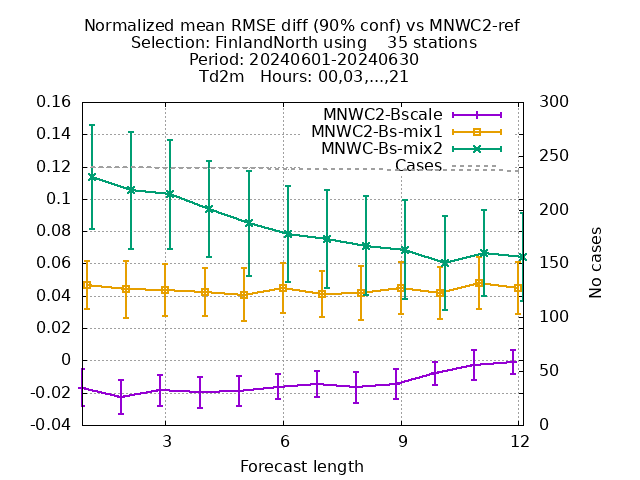 Normalized mean RMSE diff (90% conf) vs MNWC2-ref
Selection: FinlandNorth using    35 stations
Period: 20240601-20240630
Td2m   Hours: 00,03,...,21
MNWC2-Bscale
MNWC2-Bs-mix1
MNWC-Bs-mix2
Cases
0.16
0.14
0.12
0.1
0.08
0.06
0.04
0.02
0
-0.02
-0.04
300
250
200
150
100
50
0
No cases
3 6 9 12
Forecast length